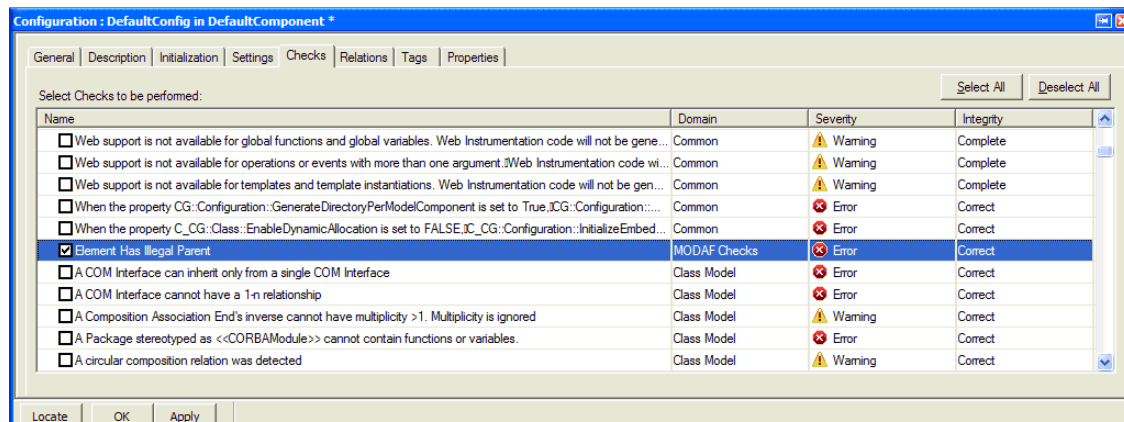 Configuration : DefaultConfig in DefaultComponent *
General Description Initialization Settings Checks Relations Tags Properties
Select All Deselect All
Select Checks to be performed:
Name Domain Severity Integrity
Web support is not available for global functions and global variables. Web Instrumentation code will not be gene... Common Warning Complete
Web support is not available for operations or events with more than one argument.▯Web Instrumentation code wi... Common Warning Complete
Web support is not available for templates and template instantiations. Web Instrumentation code will not be gen... Common Warning Complete
When the property CG::Configuration::GenerateDirectoryPerModelComponent is set to True,▯CG::Configuration::... Common Error Correct
When the property C_CG::Class::EnableDynamicAllocation is set to FALSE,▯C_CG::Configuration::InitializeEmbed... Common Error Correct
Element Has Illegal Parent MODAF Checks Error Correct
A COM Interface can inherit only from a single COM Interface Class Model Error Correct
A COM Interface cannot have a 1-n relationship Class Model Error Correct
A Composition Association End's inverse cannot have multiplicity >1. Multiplicity is ignored Class Model Warning Correct
A Package stereotyped as <<CORBAModule>> cannot contain functions or variables. Class Model Error Correct
A circular composition relation was detected Class Model Warning Correct
Locate OK Apply